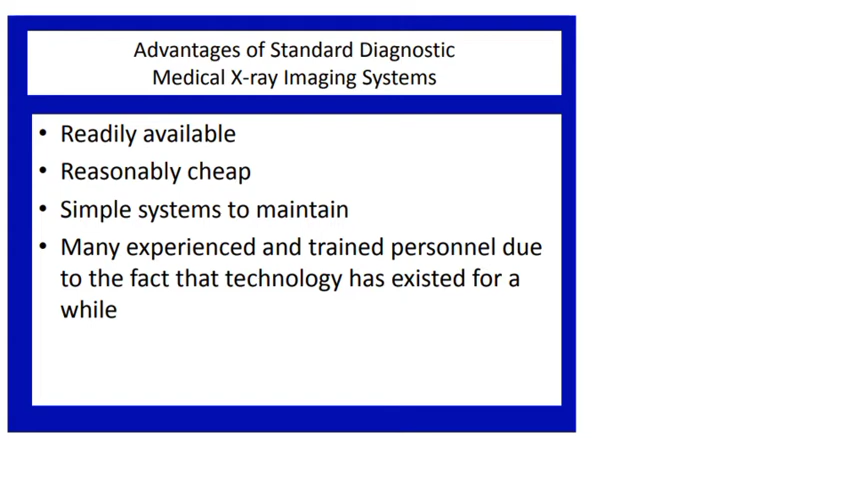 Advantages of Standard Diagnostic
Medical X-ray Imaging Systems
• Readily available
• Reasonably cheap
• Simple systems to maintain
• Many experienced and trained personnel due
to the fact that technology has existed for a
while